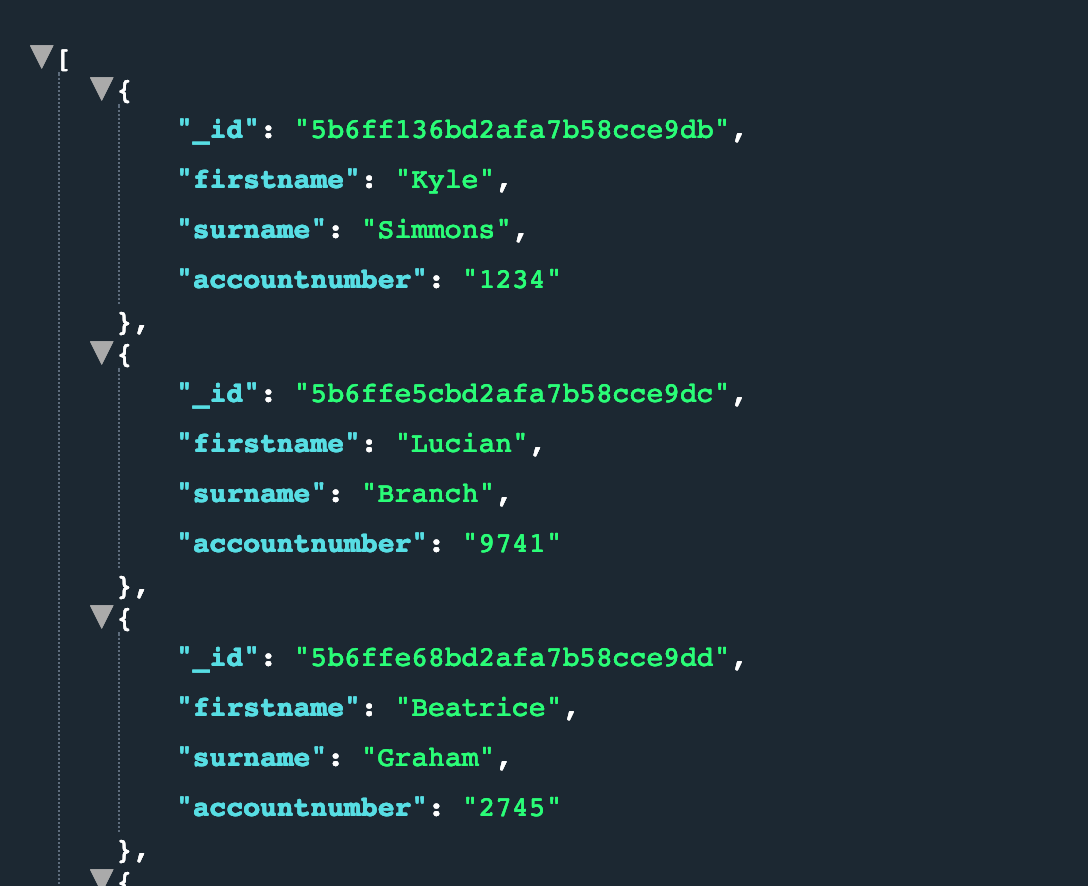 [
{
"_id": "5b6ff136bd2afa7b58cce9db",
"firstname": "Kyle",
"surname": "Simmons",
"accountnumber": "1234"
},
{
"_id": "5b6ffe5cbd2afa7b58cce9dc",
"firstname": "Lucian",
"surname": "Branch",
"accountnumber": "9741"
},
{
"_id": "5b6ffe68bd2afa7b58cce9dd",
"firstname": "Beatrice",
"surname": "Graham",
"accountnumber": "2745"
},
{